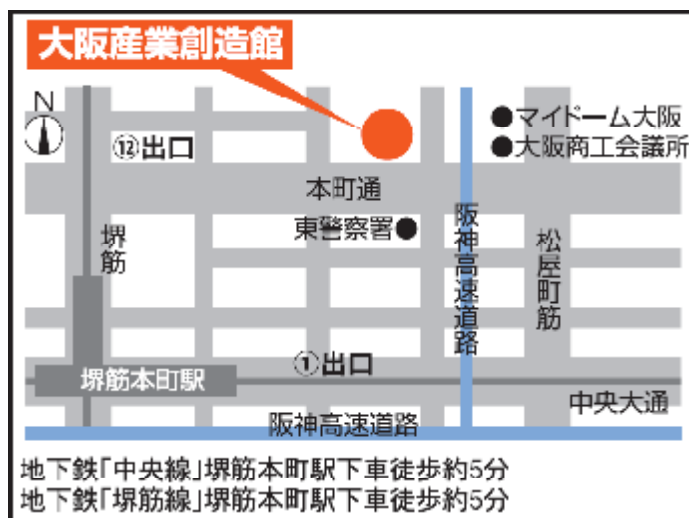 大阪産業創造館
N
⑫出口
●マイドーム大阪
●大阪商工会議所
本町通
東警察署●
堺筋
阪神高速道路
松屋町筋
①出口
堺筋本町駅
中央大通
阪神高速道路
地下鉄「中央線」堺筋本町駅下車徒歩約5分
地下鉄「堺筋線」堺筋本町駅下車徒歩約5分